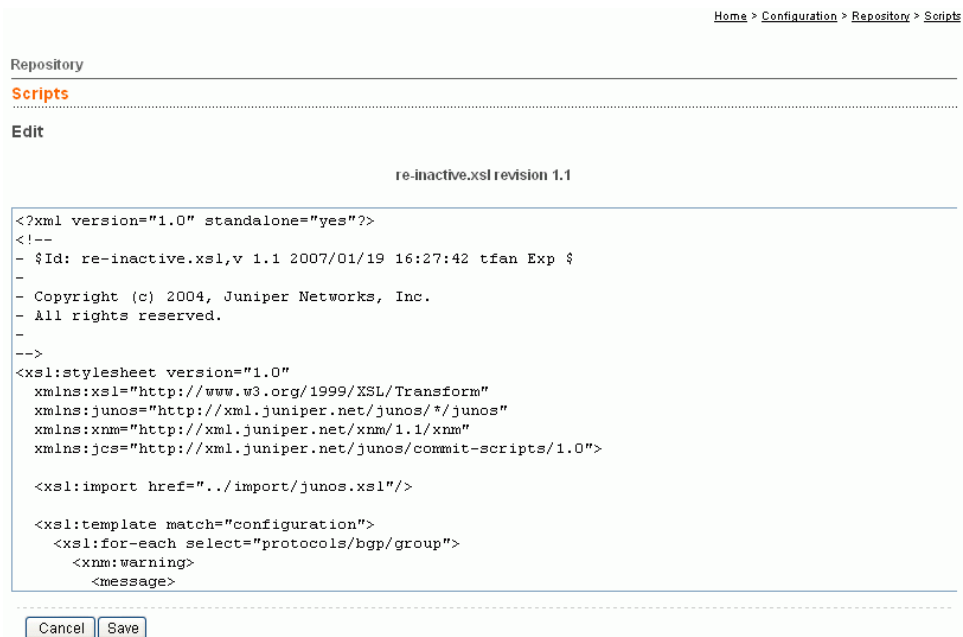 Home > Configuration > Repository > Scripts
Repository
Scripts
Edit
re-inactive.xsl revision 1.1
<?xml version="1.0" standalone="yes"?>
<!--
- $Id: re-inactive.xsl,v 1.1 2007/01/19 16:27:42 tfan Exp $
-
- Copyright (c) 2004, Juniper Networks, Inc.
- All rights reserved.
-
-->
<xsl:stylesheet version="1.0"
  xmlns:xsl="http://www.w3.org/1999/XSL/Transform"
  xmlns:junos="http://xml.juniper.net/junos/*/junos"
  xmlns:xnm="http://xml.juniper.net/xnm/1.1/xnm"
  xmlns:jcs="http://xml.juniper.net/junos/commit-scripts/1.0">
  <xsl:import href="../import/junos.xsl"/>
  <xsl:template match="configuration">
    <xsl:for-each select="protocols/bgp/group">
      <xnm:warning>
        <message>
Cancel Save